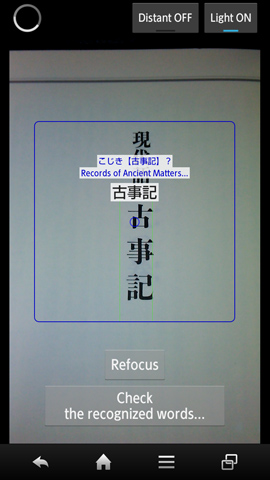 Distant OFF
Light ON
現
こじき【古事記】?
Records of Ancient Matters...
古事記
古事記
Refocus
Check
the recognized words...